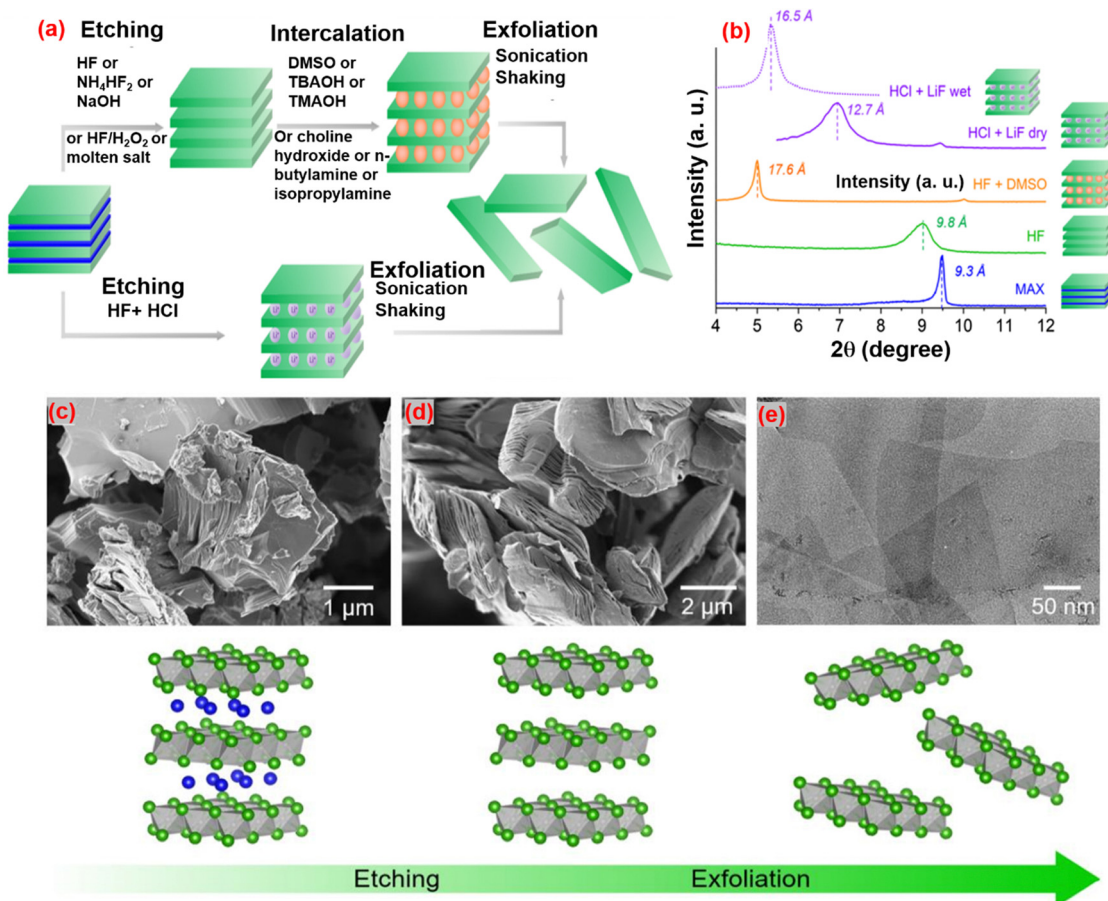 (a)
Etching
HF or
NH₄HF₂ or
NaOH
or HF/H₂O₂ or
molten salt
Intercalation
DMSO or
TBAOH or
TMAOH
Or choline
hydroxide or n-
butylamine or
isopropylamine
Exfoliation
Sonication
Shaking
Etching
HF+ HCl
Exfoliation
Sonication
Shaking
(b)
Intensity (a. u.)
16.5 Å
HCl + LiF wet
12.7 Å
HCl + LiF dry
17.6 Å
Intensity (a. u.)
HF + DMSO
9.8 Å
HF
9.3 Å
MAX
4 5 6 7 8 9 10 11 12
2θ (degree)
(c)
1 μm
(d)
2 μm
(e)
50 nm
Etching
Exfoliation